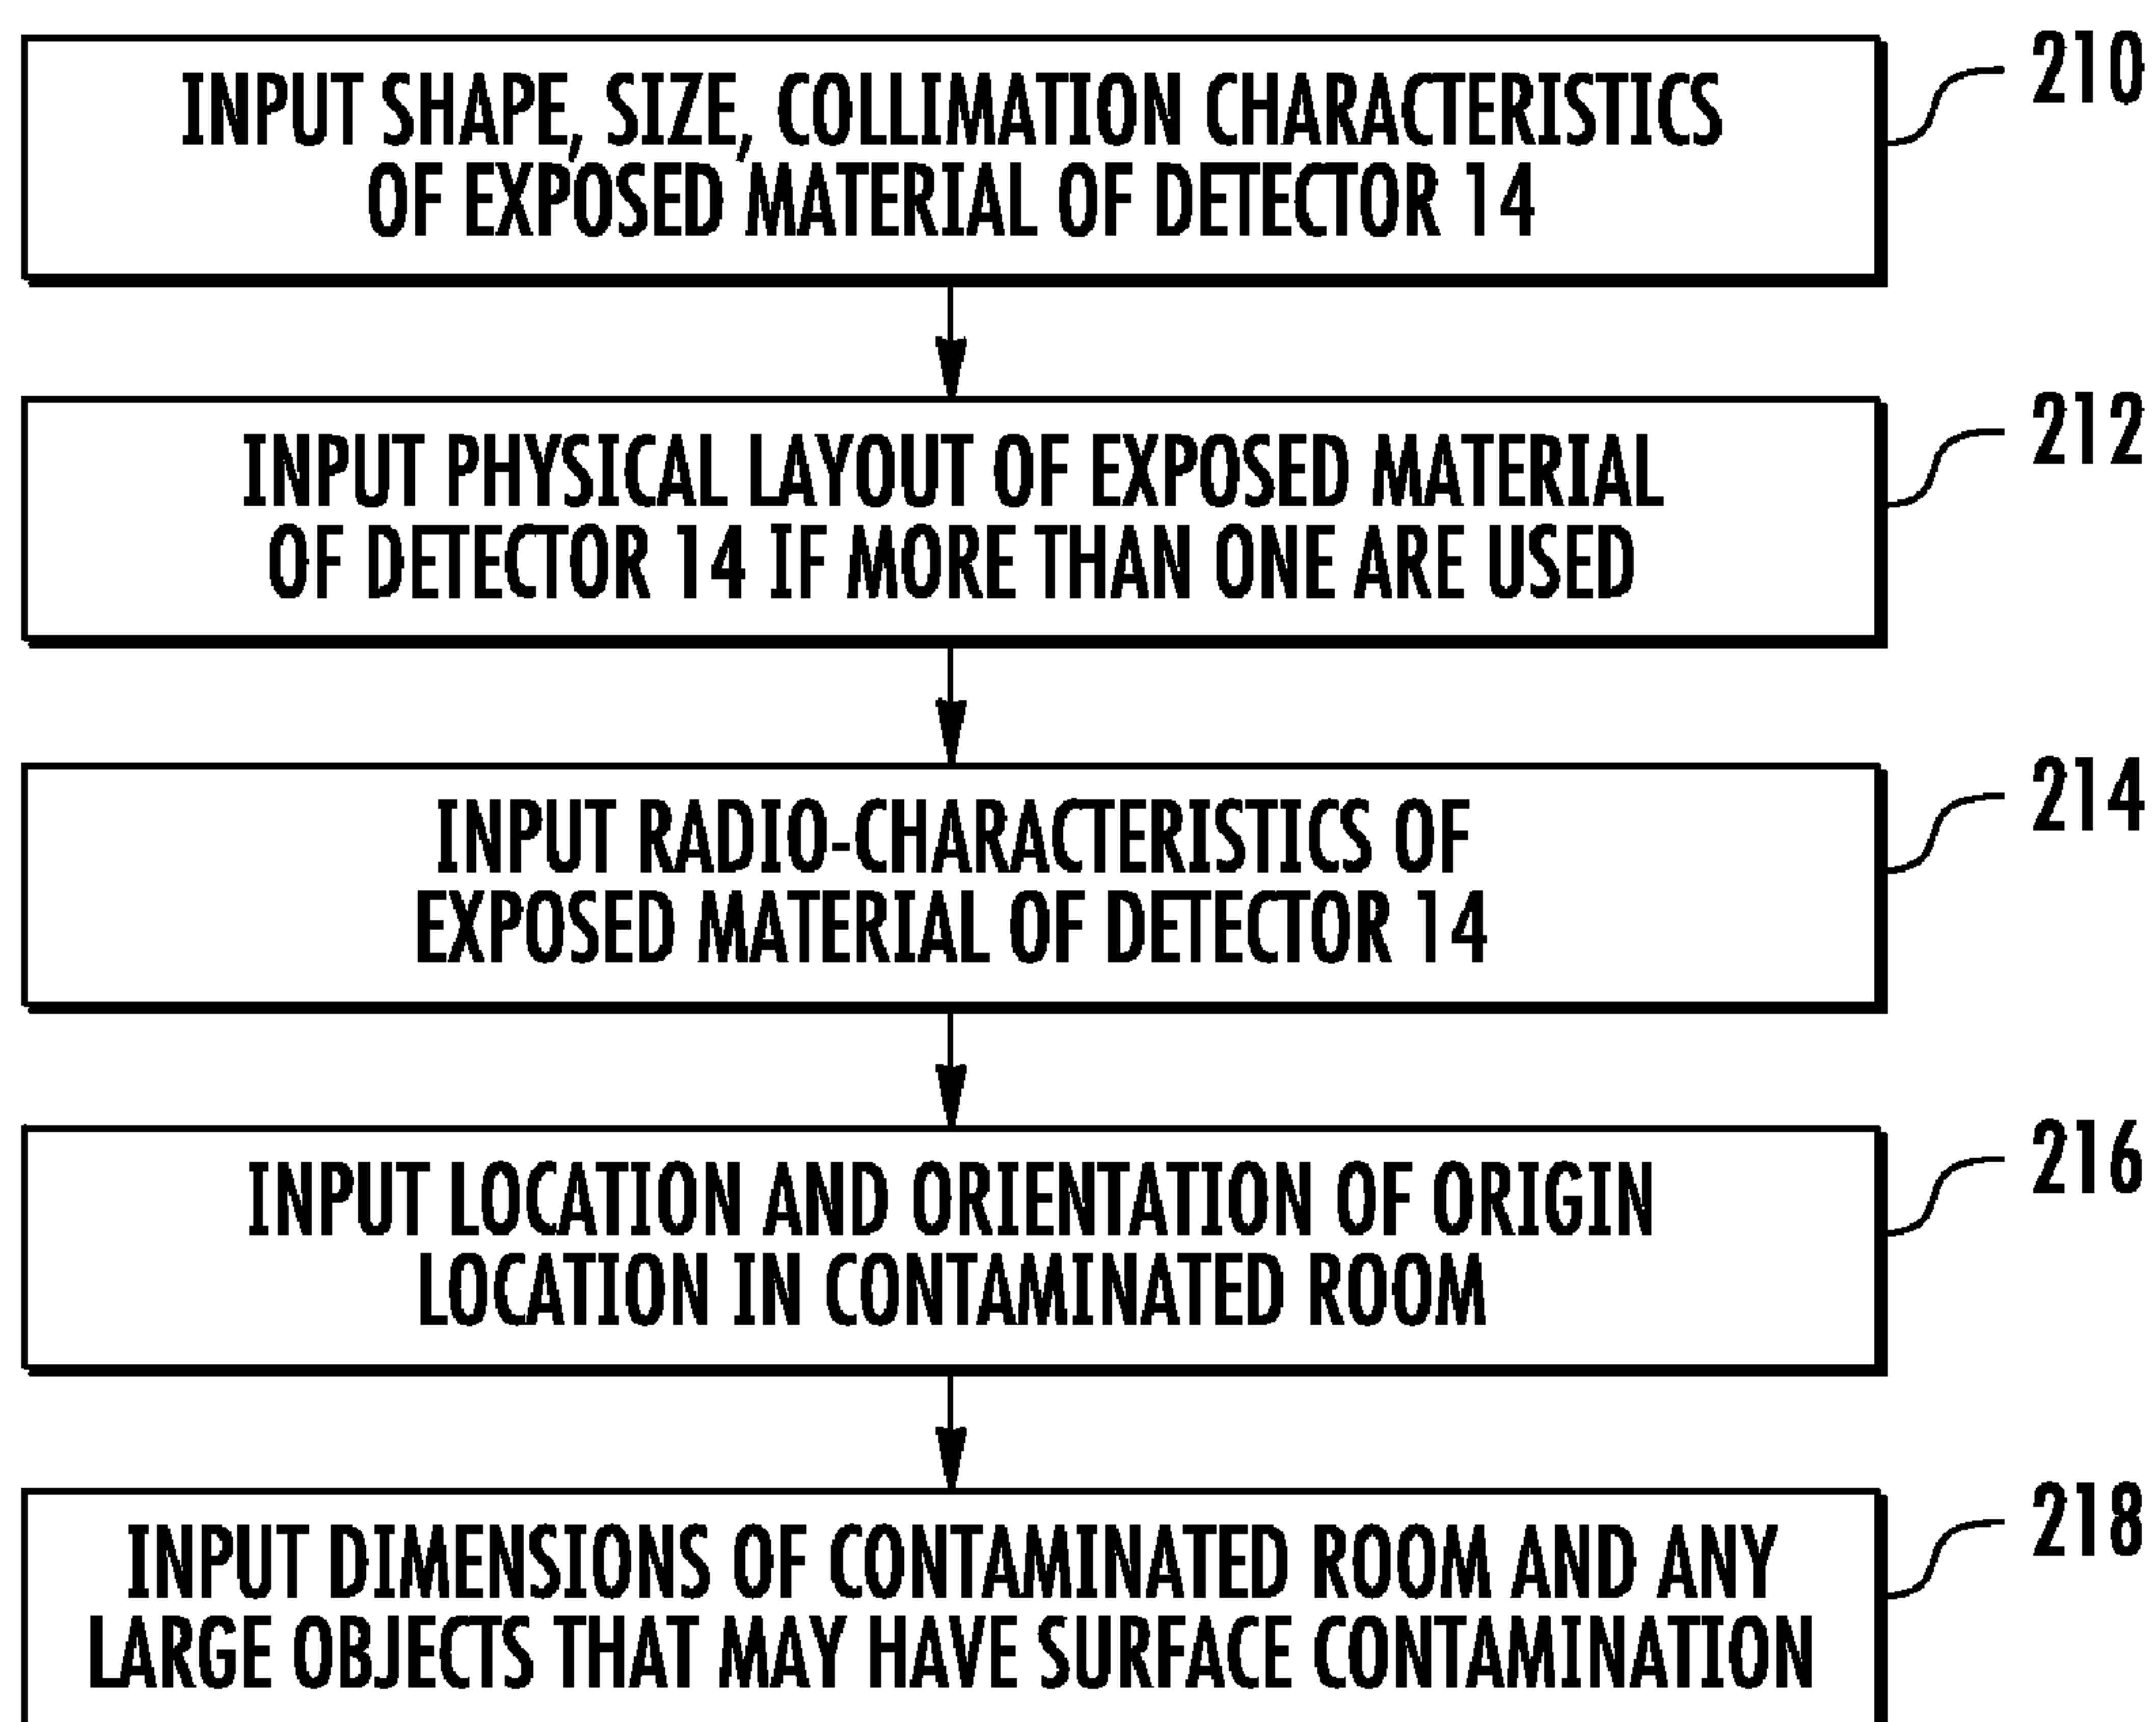 INPUT SHAPE, SIZE, COLLIMATION CHARACTERISTICS
OF EXPOSED MATERIAL OF DETECTOR 14
210
INPUT PHYSICAL LAYOUT OF EXPOSED MATERIAL
OF DETECTOR 14 IF MORE THAN ONE ARE USED
212
INPUT RADIO-CHARACTERISTICS OF
EXPOSED MATERIAL OF DETECTOR 14
214
INPUT LOCATION AND ORIENTATION OF ORIGIN
LOCATION IN CONTAMINATED ROOM
216
INPUT DIMENSIONS OF CONTAMINATED ROOM AND ANY
LARGE OBJECTS THAT MAY HAVE SURFACE CONTAMINATION
218